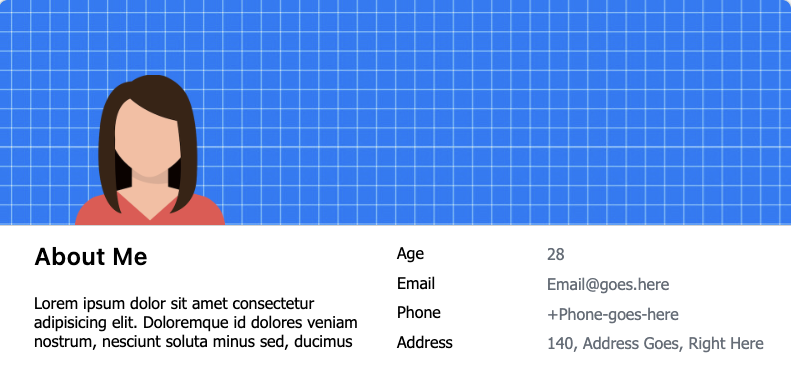 About Me
Lorem ipsum dolor sit amet consectetur
adipisicing elit. Doloremque id dolores veniam
nostrum, nesciunt soluta minus sed, ducimus
Age 28
Email Email@goes.here
Phone +Phone-goes-here
Address 140, Address Goes, Right Here